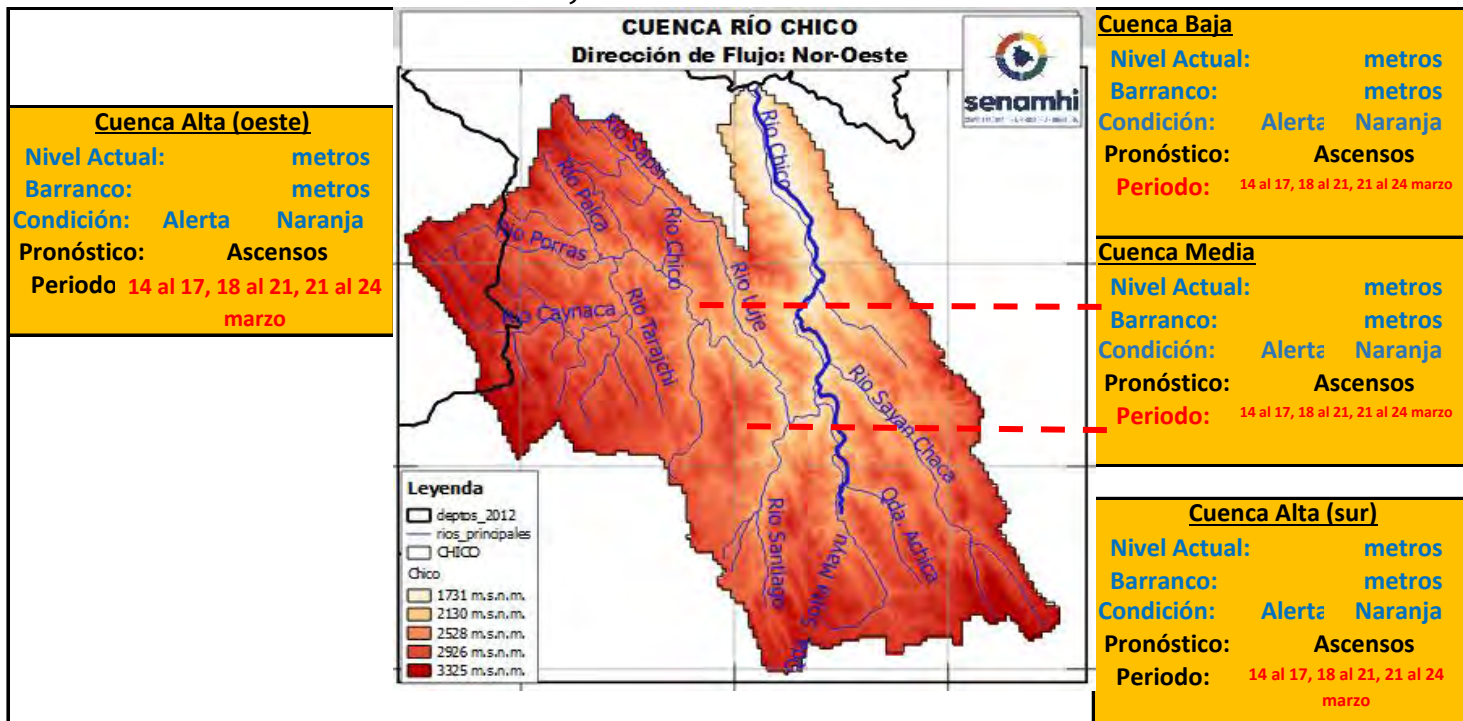 CUENCA RÍO CHICO
Dirección de Flujo: Nor-Oeste
senamhi
Cuenca Alta (oeste)
Nivel Actual: metros
Barranco: metros
Condición: Alerta Naranja
Pronóstico: Ascensos
Periodo 14 al 17, 18 al 21, 21 al 24
marzo
Río Sapsi
Río Palca
Río Porras
Río Chico
Río Caynaca
Río Tarajchi
Río Luje
Río Chico
Río Sayan Chaca
Río Santiago
Qda. Solta Mayu
Qda. Achica
Leyenda
deptos_2012
rios_principales
CHICO
Chico
1731 m.s.n.m.
2130 m.s.n.m.
2528 m.s.n.m.
2926 m.s.n.m.
3325 m.s.n.m.
Cuenca Baja
Nivel Actual: metros
Barranco: metros
Condición: Alerta Naranja
Pronóstico: Ascensos
Periodo: 14 al 17, 18 al 21, 21 al 24 marzo
Cuenca Media
Nivel Actual: metros
Barranco: metros
Condición: Alerta Naranja
Pronóstico: Ascensos
Periodo: 14 al 17, 18 al 21, 21 al 24 marzo
Cuenca Alta (sur)
Nivel Actual: metros
Barranco: metros
Condición: Alerta Naranja
Pronóstico: Ascensos
Periodo: 14 al 17, 18 al 21, 21 al 24
marzo